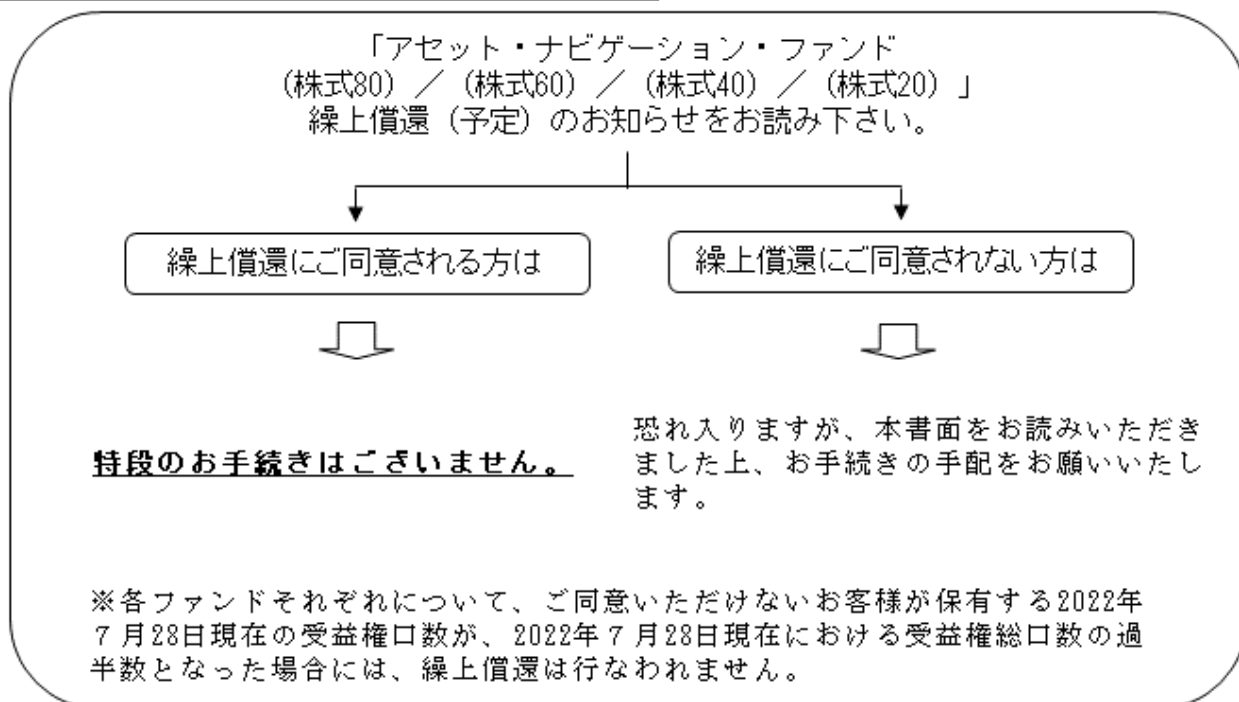 「アセット・ナビゲーション・ファンド
（株式80）／（株式60）／（株式40）／（株式20）」
繰上償還（予定）のお知らせをお読み下さい。
繰上償還にご同意される方は
繰上償還にご同意されない方は
特段のお手続きはございません。
恐れ入りますが、本書面をお読みいただき
ました上、お手続きの手配をお願いいたし
ます。
※各ファンドそれぞれについて、ご同意いただけないお客様が保有する2022年
７月28日現在の受益権口数が、2022年７月28日現在における受益権総口数の過
半数となった場合には、繰上償還は行なわれません。